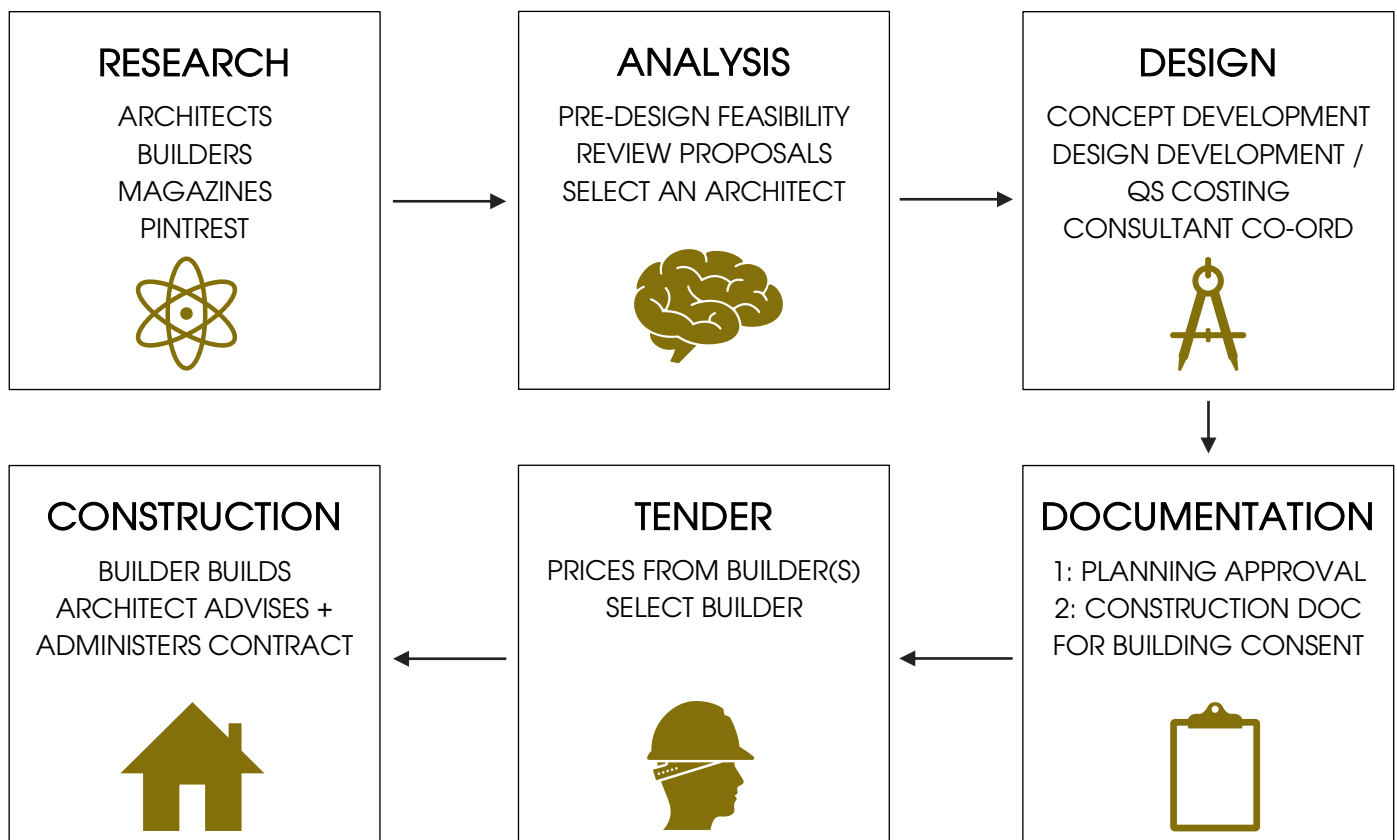 RESEARCH
ARCHITECTS
BUILDERS
MAGAZINES
PINTREST
ANALYSIS
PRE-DESIGN FEASIBILITY
REVIEW PROPOSALS
SELECT AN ARCHITECT
DESIGN
CONCEPT DEVELOPMENT
DESIGN DEVELOPMENT /
QS COSTING
CONSULTANT CO-ORD
DOCUMENTATION
1: PLANNING APPROVAL
2: CONSTRUCTION DOC
FOR BUILDING CONSENT
TENDER
PRICES FROM BUILDER(S)
SELECT BUILDER
CONSTRUCTION
BUILDER BUILDS
ARCHITECT ADVISES +
ADMINISTERS CONTRACT